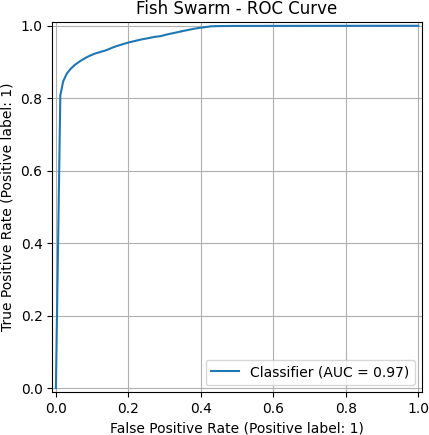 Fish Swarm - ROC Curve
True Positive Rate (Positive label: 1)
1.0
0.8
0.6
0.4
0.2
0.0
Classifier (AUC = 0.97)
0.0 0.2 0.4 0.6 0.8 1.0
False Positive Rate (Positive label: 1)